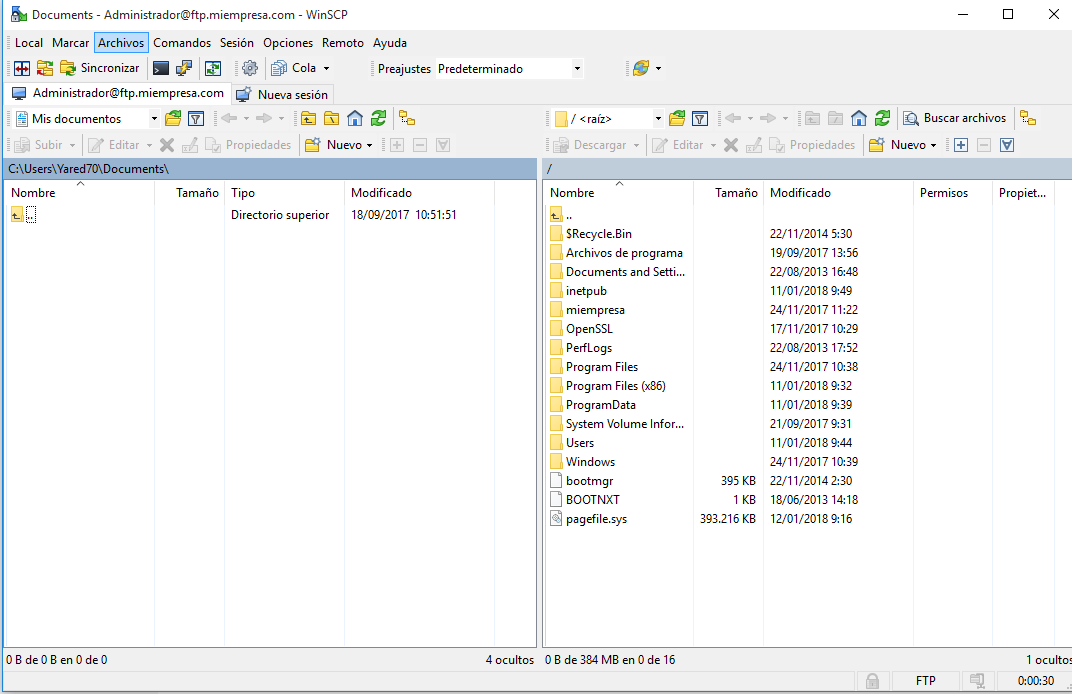 Documents - Administrador@ftp.miempresa.com - WinSCP
Local Marcar Archivos Comandos Sesión Opciones Remoto Ayuda
Sincronizar Cola Preajustes Predeterminado
Administrador@ftp.miempresa.com Nueva sesión
Mis documentos / <raíz> Buscar archivos
Subir Editar Propiedades Nuevo Descargar Editar Propiedades Nuevo
C:\Users\Yared70\Documents\ /
Nombre Tamaño Tipo Modificado Nombre Tamaño Modificado Permisos Propiet...
.. Directorio superior 18/09/2017 10:51:51 ..
$Recycle.Bin 22/11/2014 5:30
Archivos de programa 19/09/2017 13:56
Documents and Setti... 22/08/2013 16:48
inetpub 11/01/2018 9:49
miempresa 24/11/2017 11:22
OpenSSL 17/11/2017 10:29
PerfLogs 22/08/2013 17:52
Program Files 24/11/2017 10:38
Program Files (x86) 11/01/2018 9:32
ProgramData 11/01/2018 9:39
System Volume Infor... 21/09/2017 9:31
Users 11/01/2018 9:44
Windows 24/11/2017 10:39
bootmgr 395 KB 22/11/2014 2:30
BOOTNXT 1 KB 18/06/2013 14:18
pagefile.sys 393.216 KB 12/01/2018 9:16
0 B de 0 B en 0 de 0 4 ocultos 0 B de 384 MB en 0 de 16 1 ocultos
FTP 0:00:30